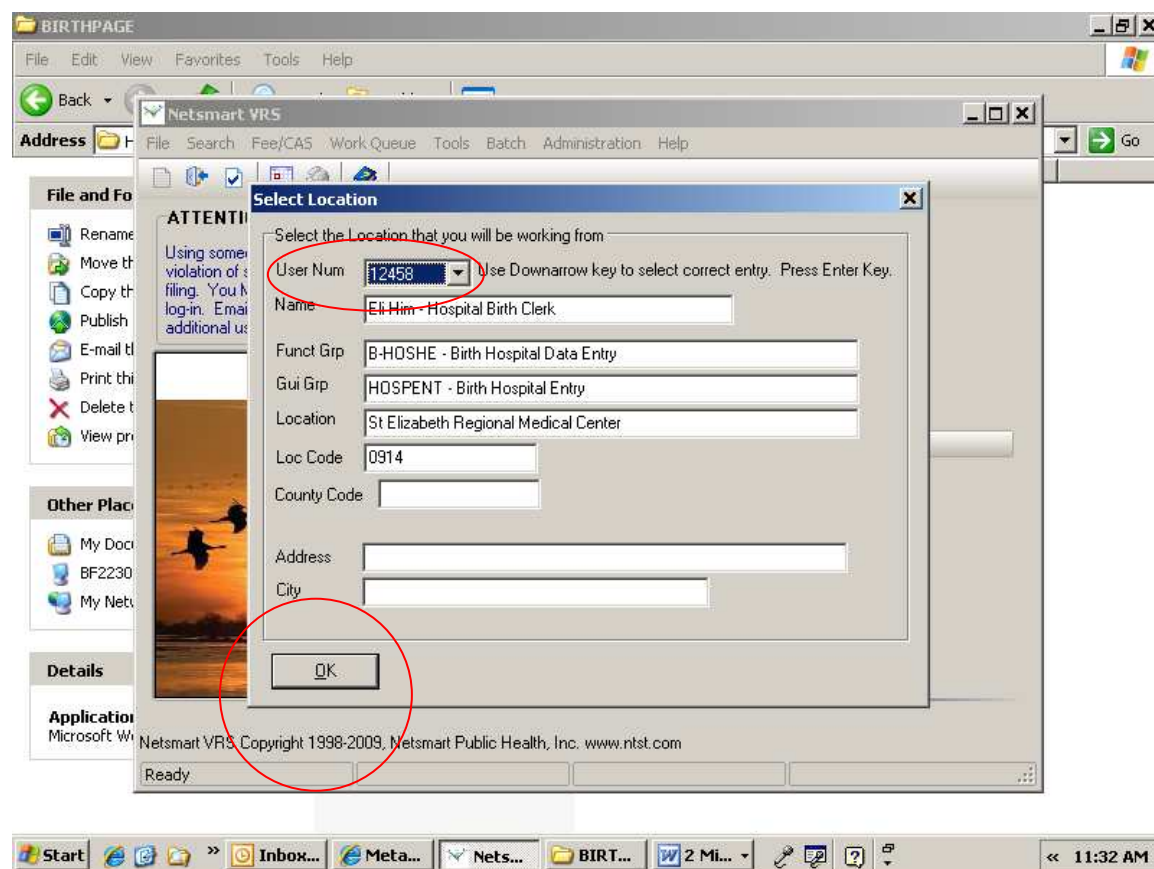 BIRTHPAGE
File Edit View Favorites Tools Help
Back
Address
Go
Netsmart VRS
File Search Fee/CAS Work Queue Tools Batch Administration Help
File and Fo
Rename
Move th
Copy th
Publish
E-mail t
Print thi
Delete t
View pr
Other Plac
My Doc
BF2230
My Netw
Details
Applicatio
Microsoft W
ATTENTI
Using some
violation of s
filing. You M
log-in. Emai
additional us
Select Location
Select the Location that you will be working from
User Num 12458 Use Downarrow key to select correct entry. Press Enter Key.
Name Eli Him - Hospital Birth Clerk
Funct Grp B-HOSHE - Birth Hospital Data Entry
Gui Grp HOSPENT - Birth Hospital Entry
Location St Elizabeth Regional Medical Center
Loc Code 0914
County Code
Address
City
OK
Netsmart VRS Copyright 1998-2009, Netsmart Public Health, Inc. www.ntst.com
Ready
Start » Inbox... Meta... Nets... BIRT... 2 Mi... « 11:32 AM